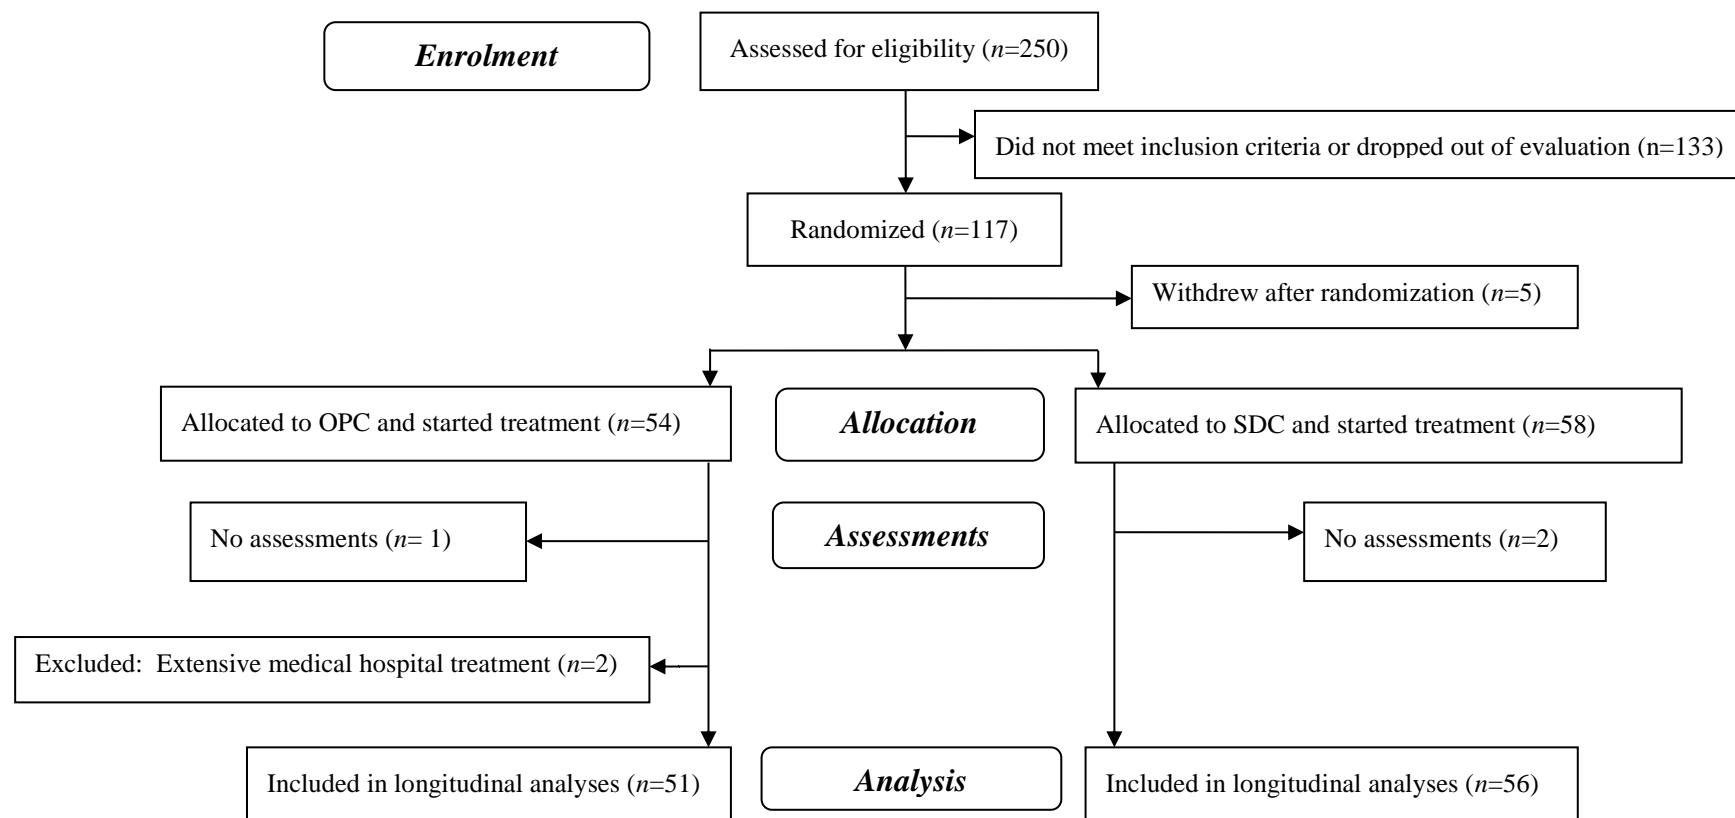 Enrolment
Assessed for eligibility (n=250)
Did not meet inclusion criteria or dropped out of evaluation (n=133)
Randomized (n=117)
Withdrew after randomization (n=5)
Allocated to OPC and started treatment (n=54)
Allocation
Allocated to SDC and started treatment (n=58)
No assessments (n= 1)
Assessments
No assessments (n=2)
Excluded:  Extensive medical hospital treatment (n=2)
Included in longitudinal analyses (n=51)
Analysis
Included in longitudinal analyses (n=56)